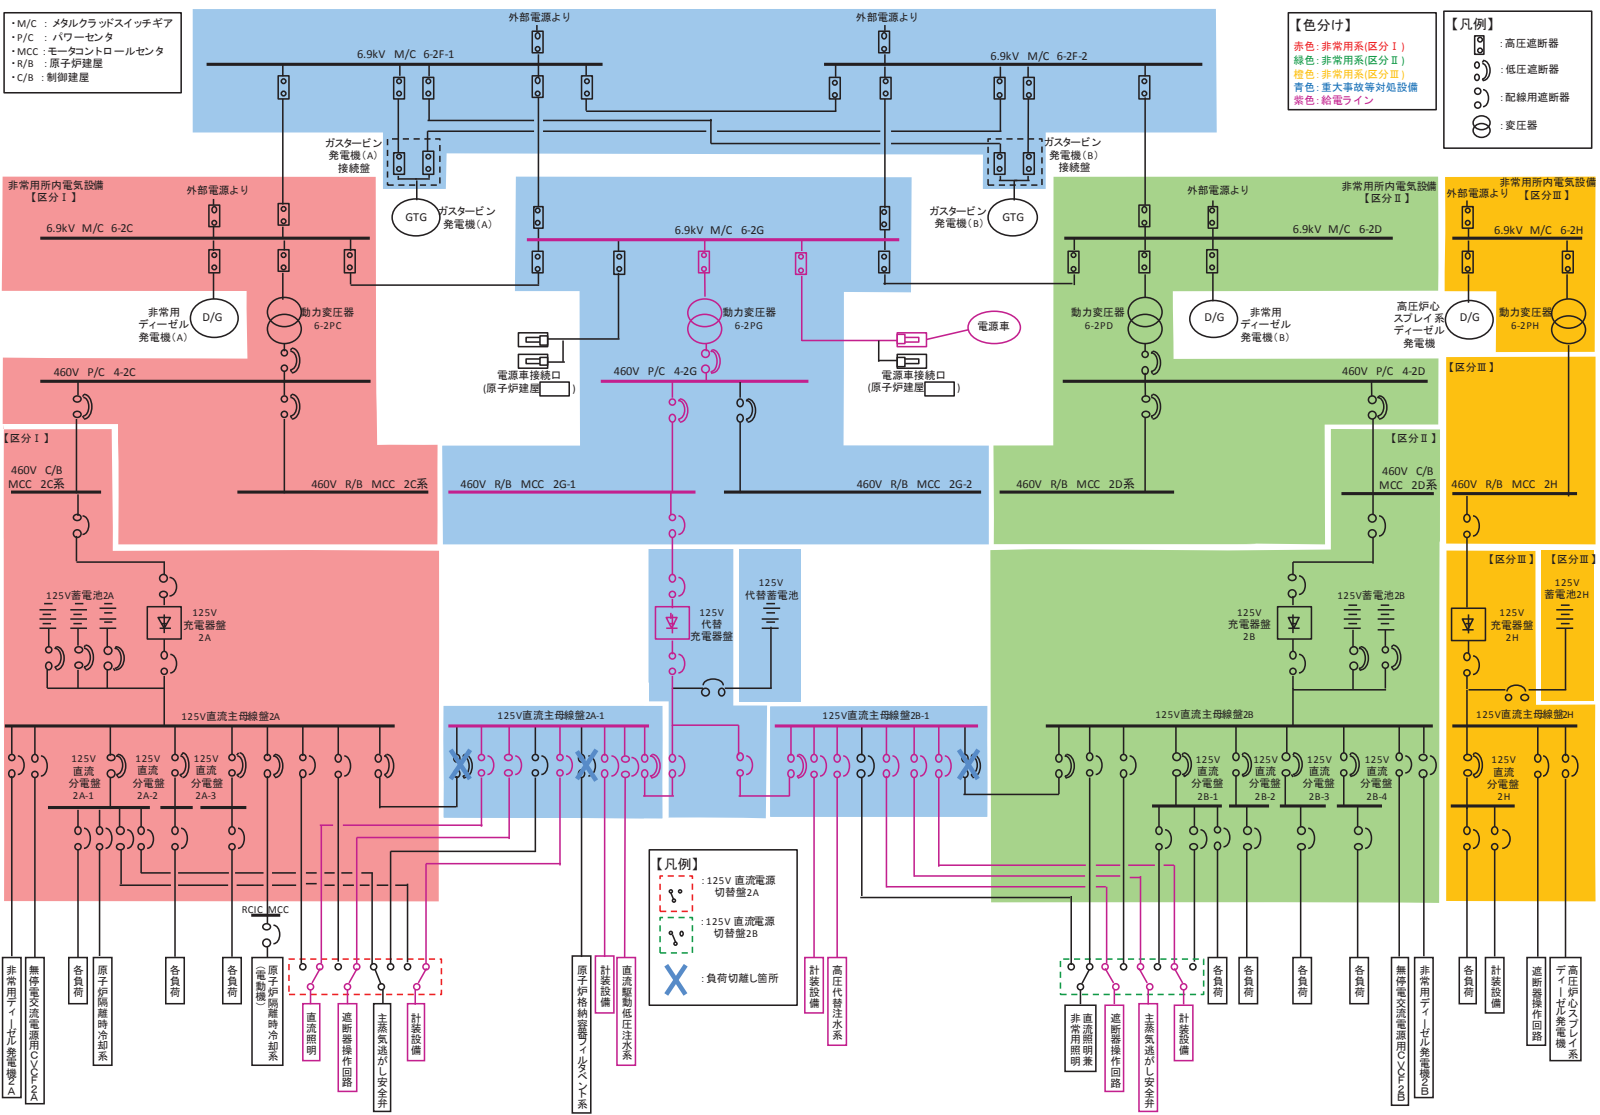 ・M/C ：メタルクラッドスイッチギア
・P/C ：パワーセンタ
・MCC：モータコントロールセンタ
・R/B ：原子炉建屋
・C/B ：制御建屋
外部電源より
外部電源より
6.9kV M/C 6-2F-1
6.9kV M/C 6-2F-2
【色分け】
赤色：非常用系(区分Ⅰ)
緑色：非常用系(区分Ⅱ)
橙色：非常用系(区分Ⅲ)
青色：重大事故等対処設備
紫色：給電ライン
【凡例】
：高圧遮断器
：低圧遮断器
：配線用遮断器
：変圧器
ガスタービン
発電機(A)
接続盤
ガスタービン
発電機(B)
接続盤
GTG
ガスタービン
発電機(A)
ガスタービン
発電機(B)
GTG
非常用所内電気設備
【区分Ⅰ】
外部電源より
6.9kV M/C 6-2C
6.9kV M/C 6-2G
外部電源より
非常用所内電気設備
【区分Ⅱ】
6.9kV M/C 6-2D
非常用所内電気設備
外部電源より
【区分Ⅲ】
6.9kV M/C 6-2H
非常用
ディーゼル
発電機(A)
D/G
動力変圧器
6-2PC
動力変圧器
6-2PG
電源車
電源車接続口
(原子炉建屋 )
電源車接続口
(原子炉建屋 )
動力変圧器
6-2PD
D/G
非常用
ディーゼル
発電機(B)
高圧炉心
スプレイ系
ディーゼル
発電機
D/G
動力変圧器
6-2PH
460V P/C 4-2C
460V P/C 4-2G
460V P/C 4-2D
【区分Ⅲ】
【区分Ⅰ】
【区分Ⅱ】
460V C/B
MCC 2C系
460V R/B MCC 2C系
460V R/B MCC 2G-1
460V R/B MCC 2G-2
460V R/B MCC 2D系
460V C/B
MCC 2D系
460V R/B MCC 2H
125V蓄電池2A
125V
充電器盤
2A
125V
代替
充電器盤
125V
代替蓄電池
125V
充電器盤
2B
125V蓄電池2B
【区分Ⅲ】
125V
充電器盤
2H
【区分Ⅲ】
125V
蓄電池2H
125V直流主母線盤2A
125V直流主母線盤2A-1
125V直流主母線盤2B-1
125V直流主母線盤2B
125V直流主母線盤2H
125V
直流
分電盤
2A-1
125V
直流
分電盤
2A-2
125V
直流
分電盤
2A-3
125V
直流
分電盤
2B-1
125V
直流
分電盤
2B-2
125V
直流
分電盤
2B-3
125V
直流
分電盤
2B-4
125V
直流
分電盤
2H
【凡例】
：125V 直流電源
切替盤2A
：125V 直流電源
切替盤2B
：負荷切離し箇所
RCIC MCC
非常用ディーゼル発電機2A
無停電交流電源用CVCF2A
各負荷
原子炉隔離時冷却系
各負荷
各負荷
原子炉隔離時冷却系
(電動機)
直流照明
遮断器操作回路
主蒸気逃がし安全弁
計装設備
原子炉格納容器フィルタベント系
計装設備
直流駆動低圧注水系
計装設備
高圧代替注水系
直流照明兼
非常用照明
遮断器操作回路
主蒸気逃がし安全弁
計装設備
各負荷
各負荷
各負荷
各負荷
無停電交流電源用CVCF2B
非常用ディーゼル発電機2B
各負荷
計装設備
遮断器操作回路
高圧炉心スプレイ系
ディーゼル発電機